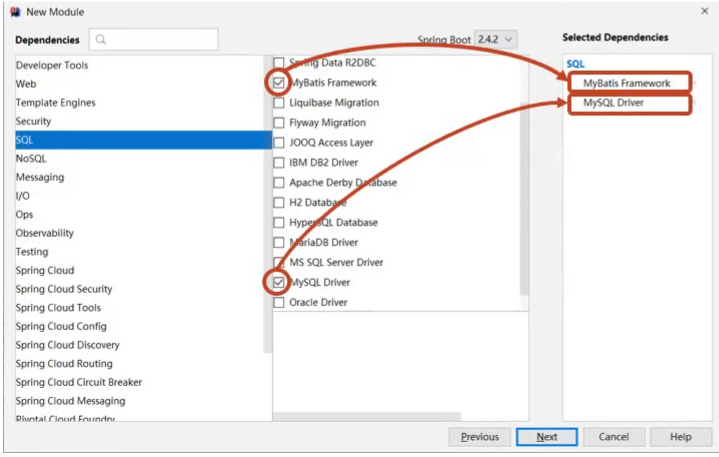 New Module
Dependencies
Spring Boot 2.4.2
Selected Dependencies
Developer Tools
Web
Template Engines
Security
SQL
NoSQL
Messaging
I/O
Ops
Observability
Testing
Spring Cloud
Spring Cloud Security
Spring Cloud Tools
Spring Cloud Config
Spring Cloud Discovery
Spring Cloud Routing
Spring Cloud Circuit Breaker
Spring Cloud Messaging
Pivotal Cloud Foundry
Spring Data R2DBC
MyBatis Framework
Liquibase Migration
Flyway Migration
JOOQ Access Layer
IBM DB2 Driver
Apache Derby Database
H2 Database
HyperSQL Database
MariaDB Driver
MS SQL Server Driver
MySQL Driver
Oracle Driver
SQL
MyBatis Framework
MySQL Driver
Previous
Next
Cancel
Help